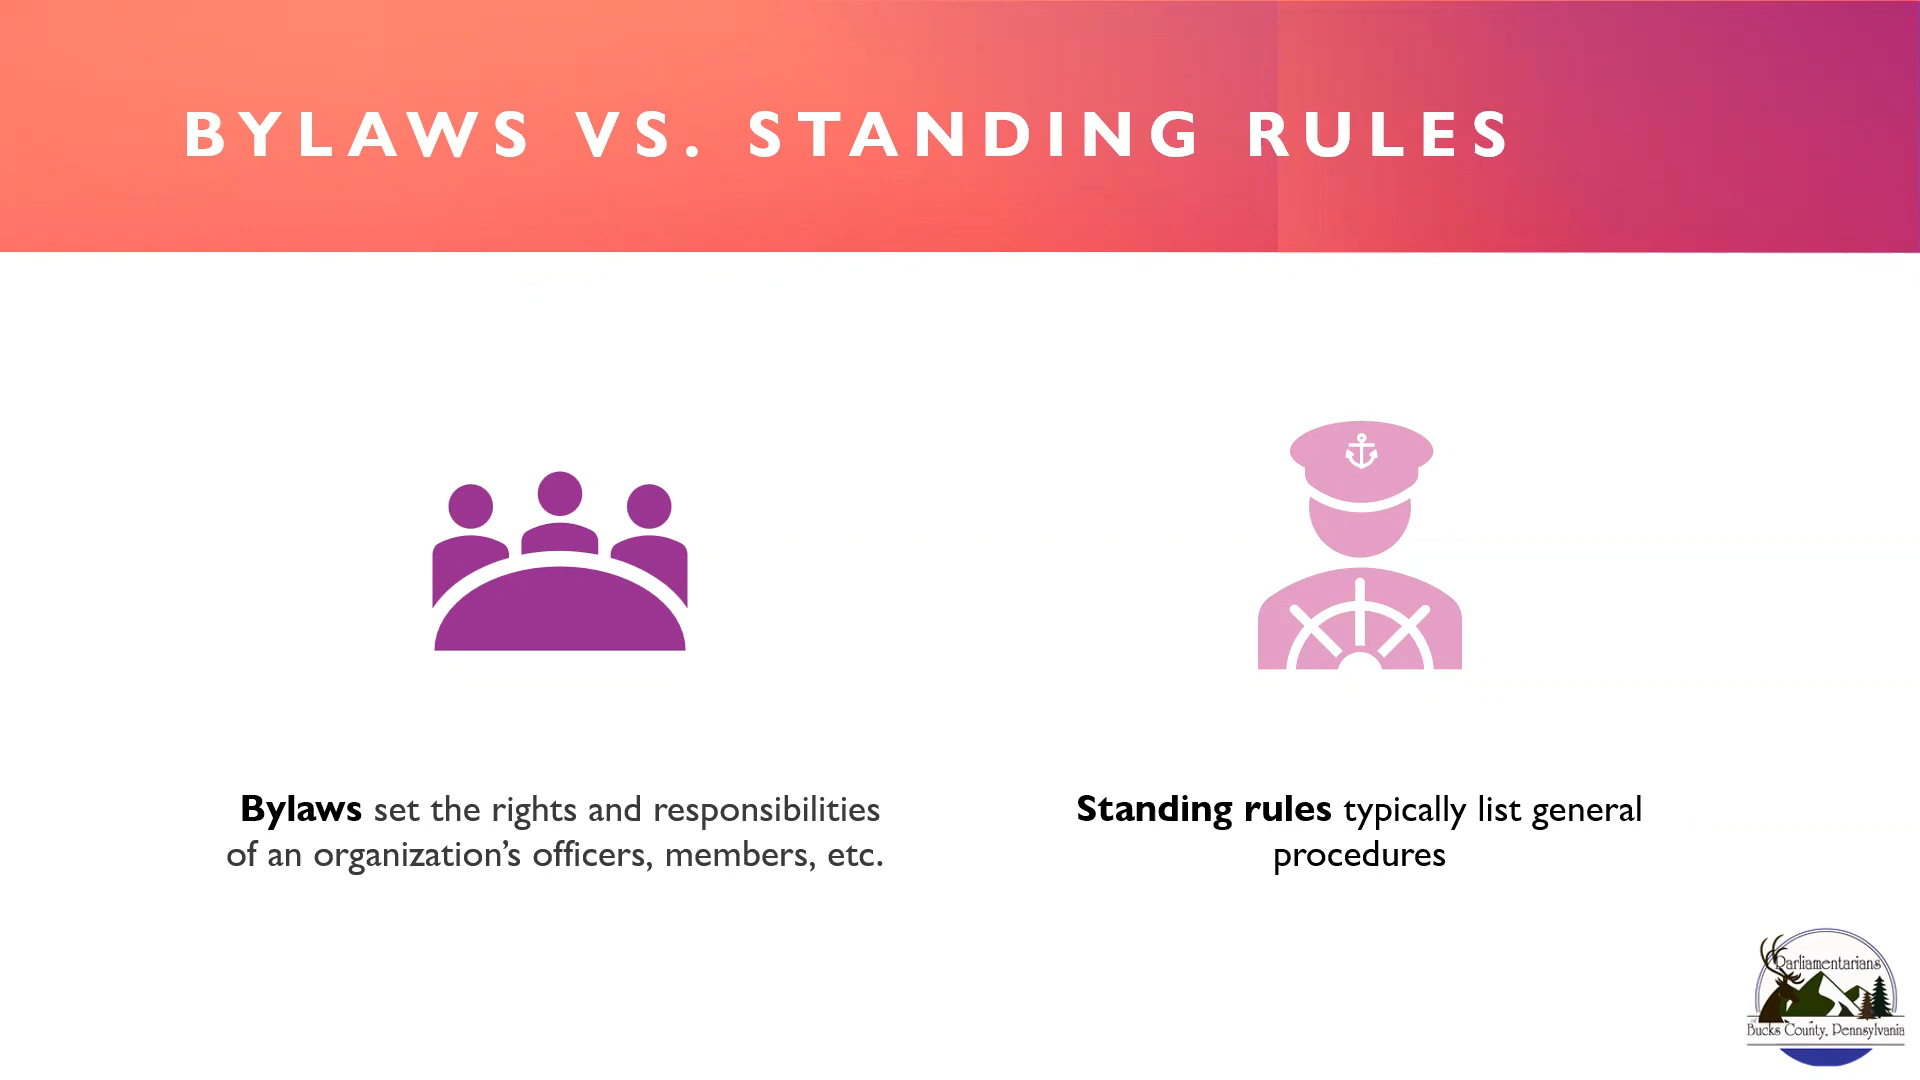 BYLAWS VS. STANDING RULES
Bylaws set the rights and responsibilities
of an organization’s officers, members, etc.
Standing rules typically list general
procedures
Parliamentarians
Bucks County, Pennsylvania